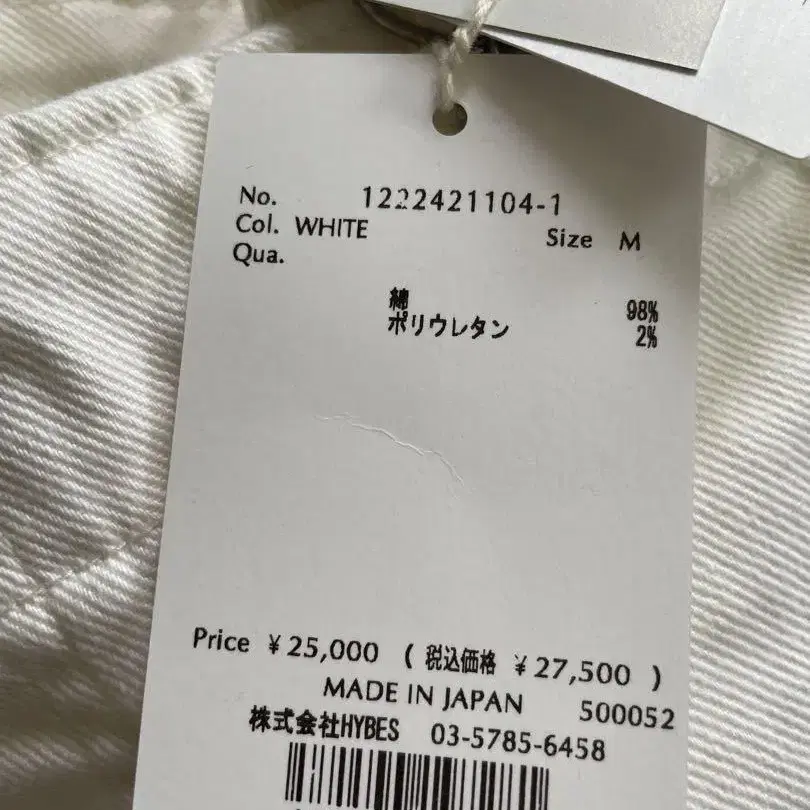 No. 1222421104-1
Col. WHITE Size M
Qua.
綿 98%
ポリウレタン 2%
Price ¥25,000 ( 税込価格 ¥27,500 )
MADE IN JAPAN 500052
株式会社HYBES 03-5785-6458